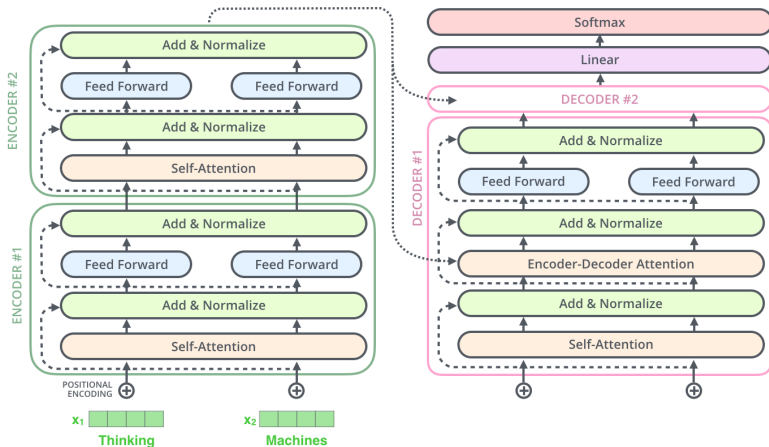 ENCODER #2
Add & Normalize
Feed Forward
Feed Forward
Add & Normalize
Self-Attention
ENCODER #1
Add & Normalize
Feed Forward
Feed Forward
Add & Normalize
Self-Attention
POSITIONAL
ENCODING
x₁
x₂
Thinking
Machines
Softmax
Linear
DECODER #2
DECODER #1
Add & Normalize
Feed Forward
Feed Forward
Add & Normalize
Encoder-Decoder Attention
Add & Normalize
Self-Attention